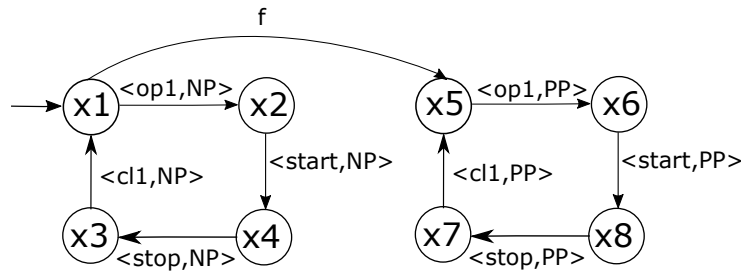 f
<op1,NP>
<op1,PP>
x1
x2
x5
x6
<start,NP>
<start,PP>
<cl1,NP>
<cl1,PP>
x3
x4
x7
x8
<stop,NP>
<stop,PP>